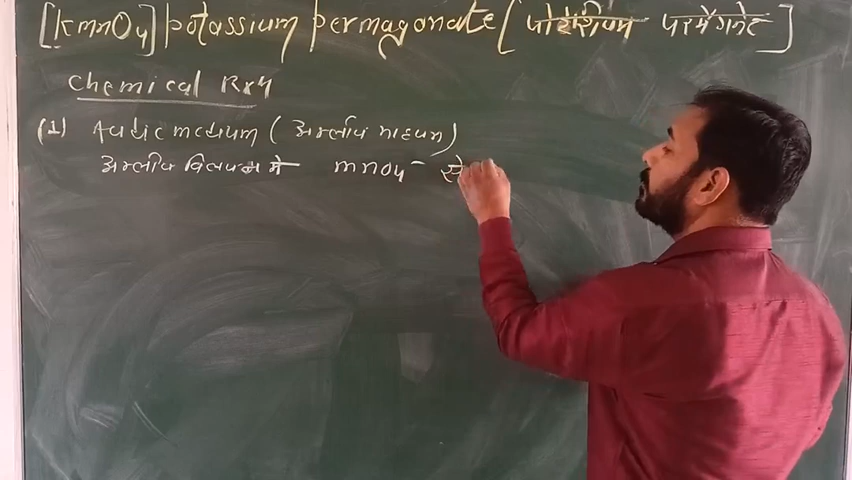 [KmnO4] potassium permagonate [पोटेशियम परमैंगनेट]
Chemical Rxn
(1) Acidic medium (अम्लीय माध्यम)
अम्लीय विलयन में mnO4⁻ से